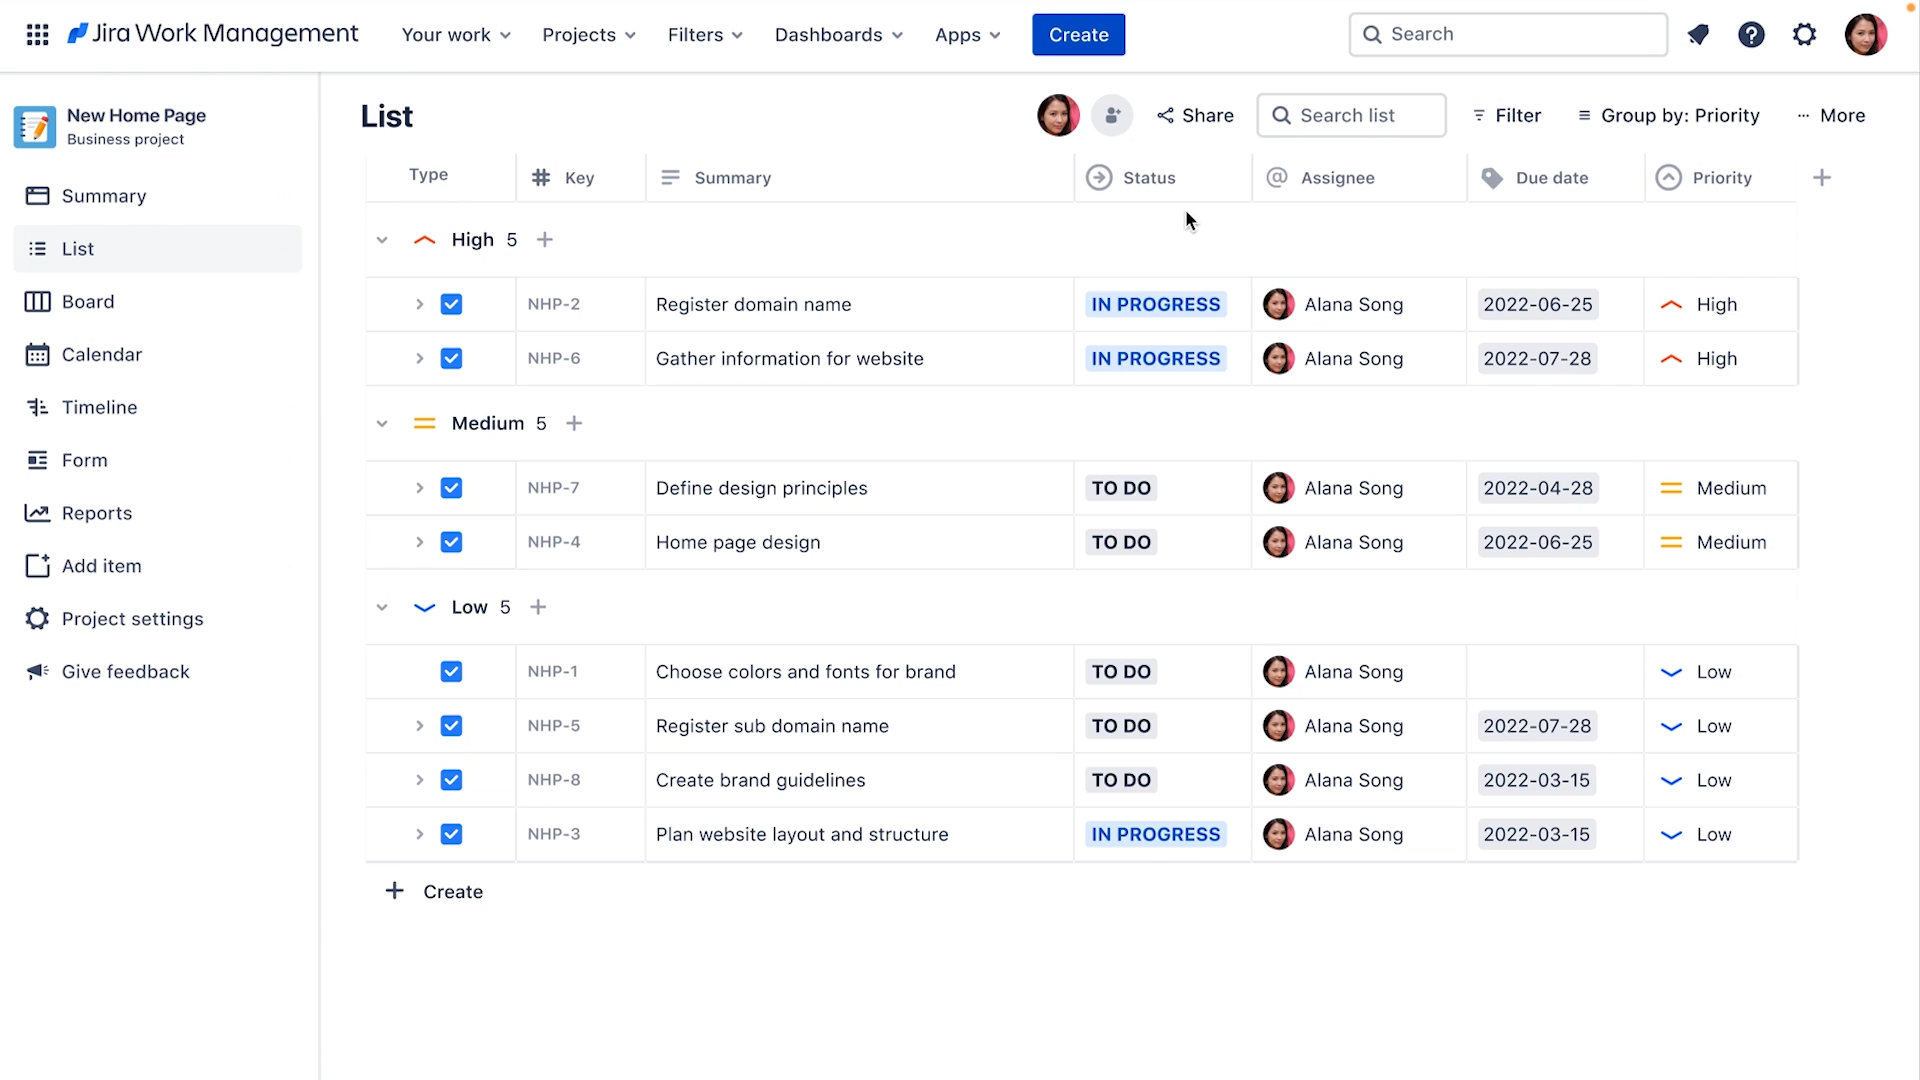 Jira Work Management Your work Projects Filters Dashboards Apps Create Search
New Home Page
Business project
Summary
List
Board
Calendar
Timeline
Form
Reports
Add item
Project settings
Give feedback
List Share Search list Filter Group by: Priority More
Type Key Summary Status Assignee Due date Priority
High 5
NHP-2 Register domain name IN PROGRESS Alana Song 2022-06-25 High
NHP-6 Gather information for website IN PROGRESS Alana Song 2022-07-28 High
Medium 5
NHP-7 Define design principles TO DO Alana Song 2022-04-28 Medium
NHP-4 Home page design TO DO Alana Song 2022-06-25 Medium
Low 5
NHP-1 Choose colors and fonts for brand TO DO Alana Song Low
NHP-5 Register sub domain name TO DO Alana Song 2022-07-28 Low
NHP-8 Create brand guidelines TO DO Alana Song 2022-03-15 Low
NHP-3 Plan website layout and structure IN PROGRESS Alana Song 2022-03-15 Low
Create